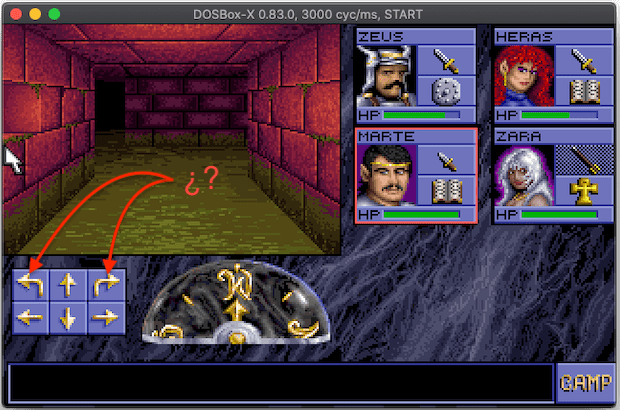 DOSBox-X 0.83.0, 3000 cyc/ms, START
ZEUS
HERAS
HP
HP
MARTE
ZARA
¿?
HP
HP
N
CAMP